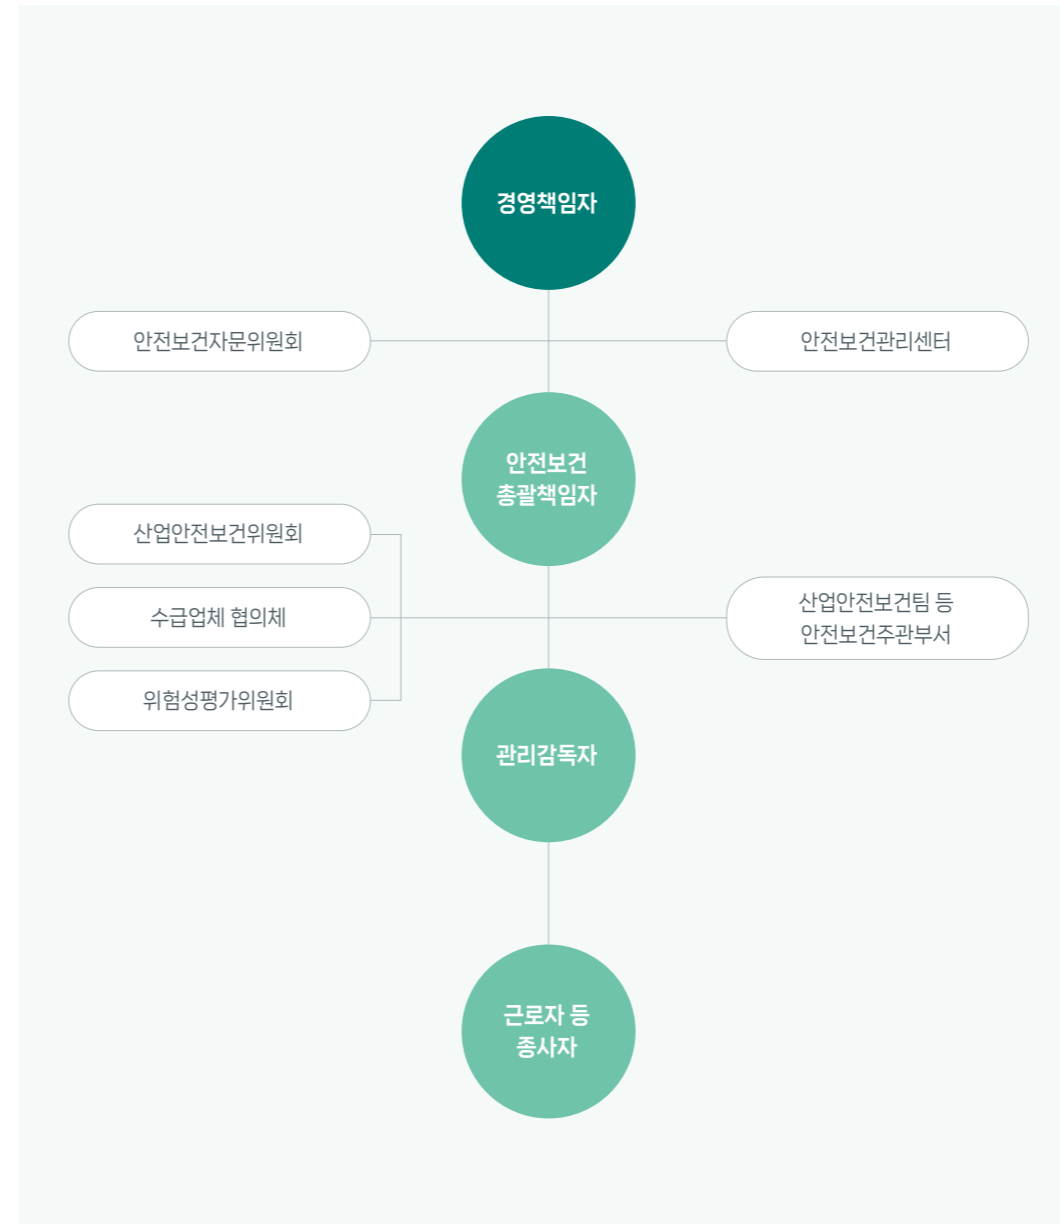 경영책임자
안전보건자문위원회
안전보건관리센터
안전보건
총괄책임자
산업안전보건위원회
수급업체 협의체
위험성평가위원회
산업안전보건팀 등
안전보건주관부서
관리감독자
근로자 등
종사자